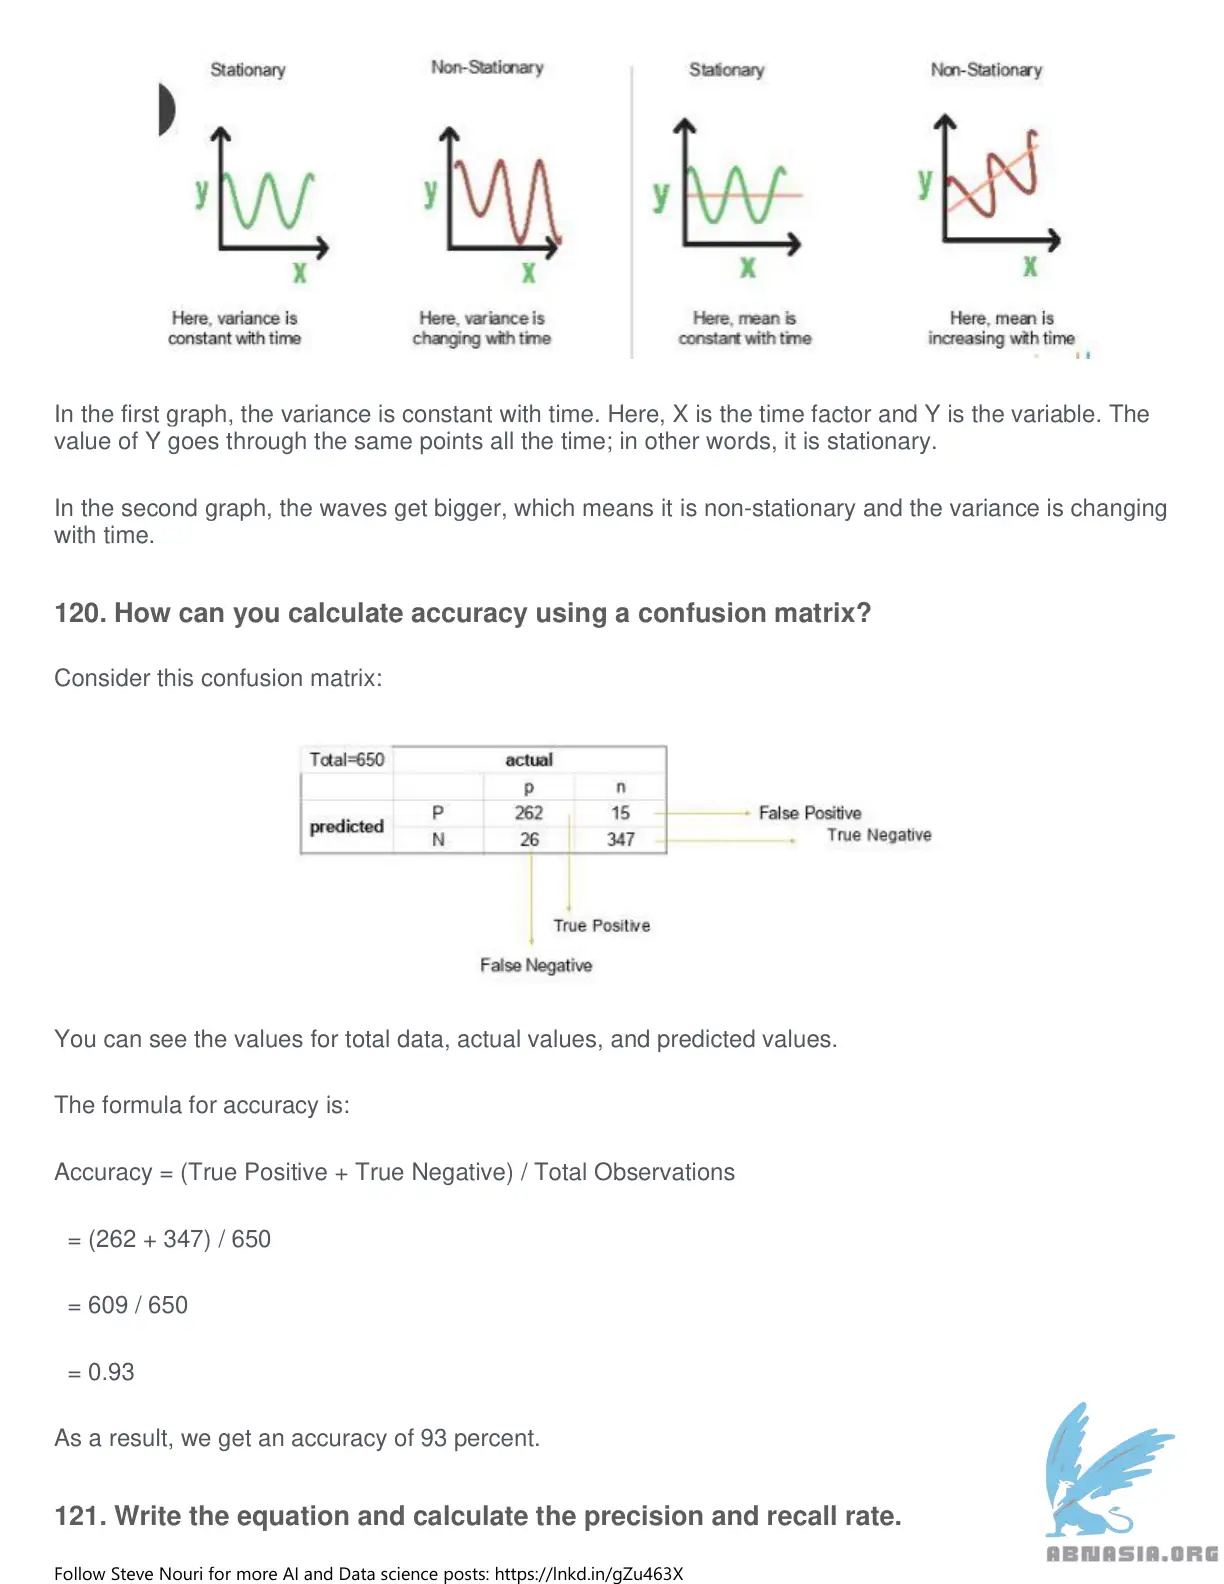 Stationary Non-Stationary Stationary Non-Stationary
y y y y
x x x x
Here, variance is Here, variance is Here, mean is Here, mean is
constant with time changing with time constant with time increasing with time
In the first graph, the variance is constant with time. Here, X is the time factor and Y is the variable. The
value of Y goes through the same points all the time; in other words, it is stationary.
In the second graph, the waves get bigger, which means it is non-stationary and the variance is changing
with time.
120. How can you calculate accuracy using a confusion matrix?
Consider this confusion matrix:
Total=650 actual
p n
predicted P 262 15 False Positive
N 26 347 True Negative
True Positive
False Negative
You can see the values for total data, actual values, and predicted values.
The formula for accuracy is:
Accuracy = (True Positive + True Negative) / Total Observations
= (262 + 347) / 650
= 609 / 650
= 0.93
As a result, we get an accuracy of 93 percent.
121. Write the equation and calculate the precision and recall rate.
ABNASIA.ORG
Follow Steve Nouri for more AI and Data science posts: https://lnkd.in/gZu463X